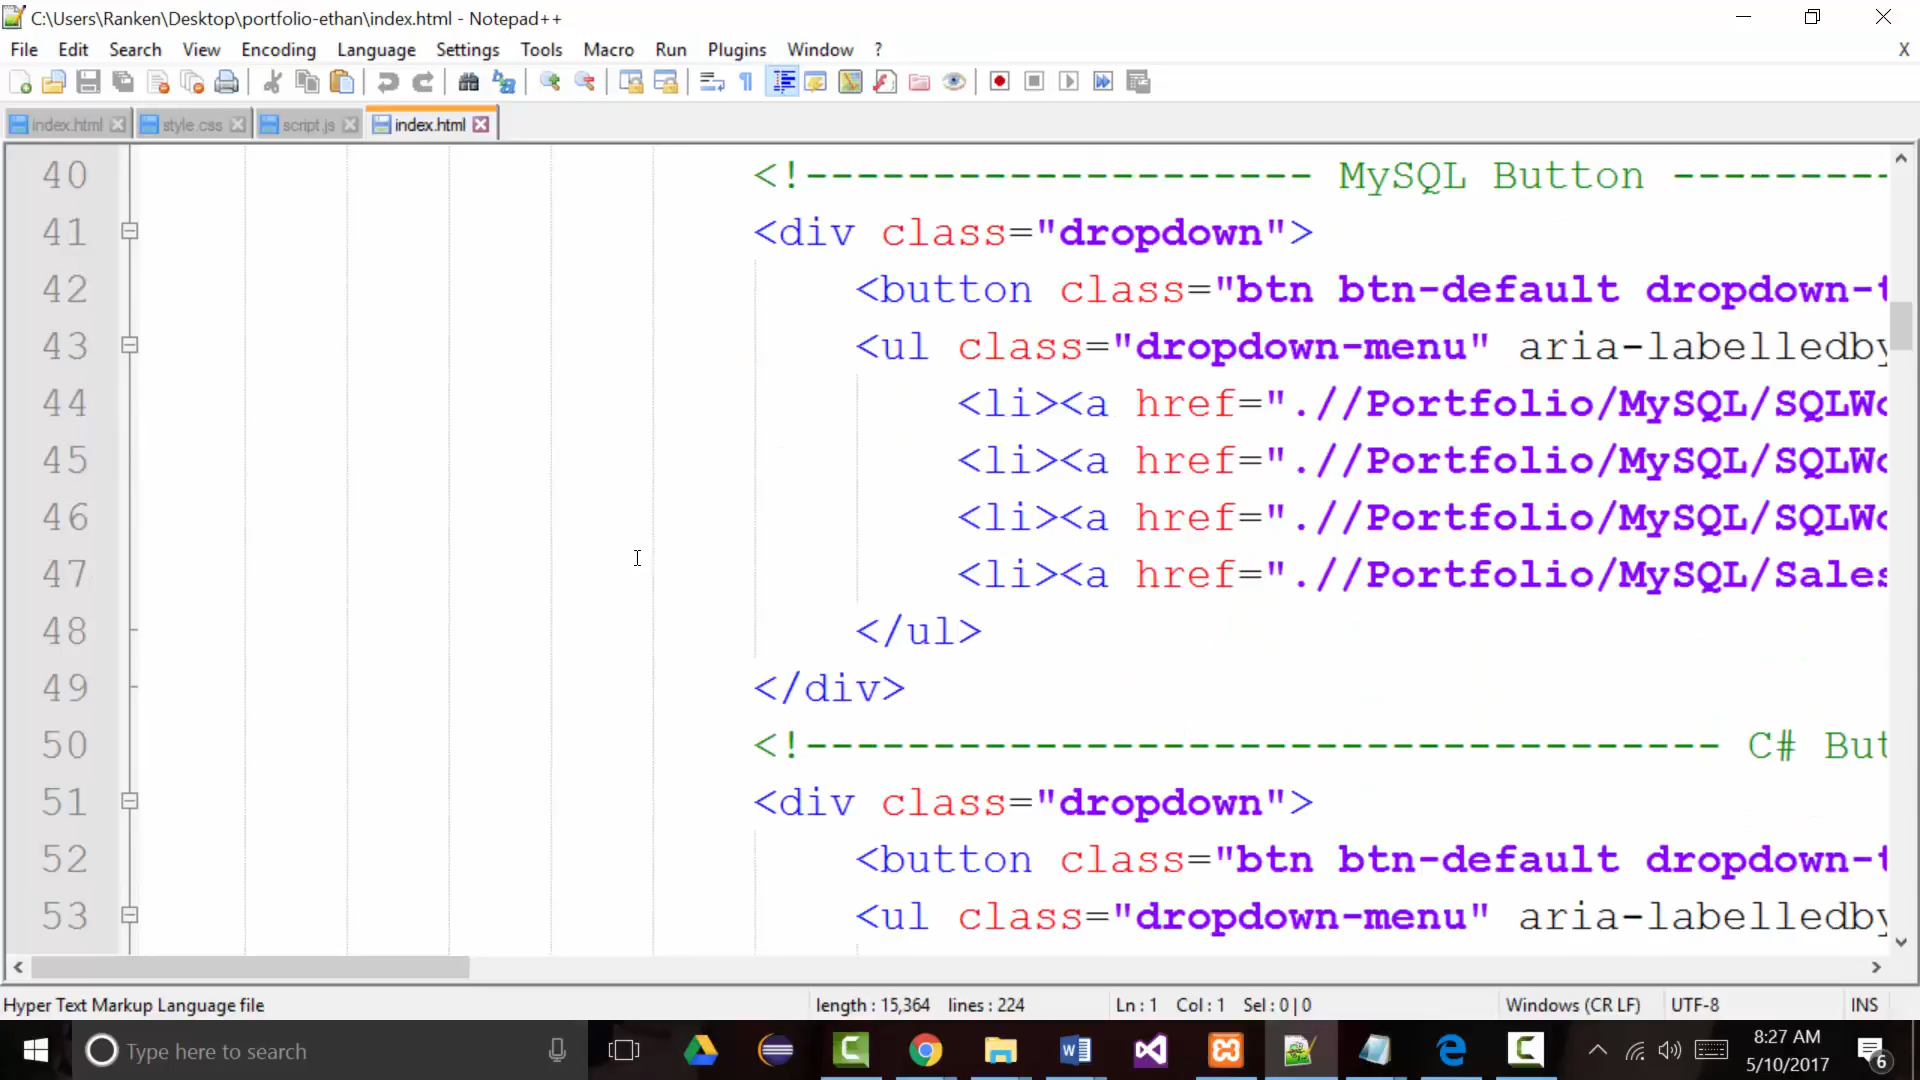 C:\Users\Ranken\Desktop\portfolio-ethan\index.html - Notepad++
File Edit Search View Encoding Language Settings Tools Macro Run Plugins Window ? X
index.html style.css script.js index.html
40 <!-------------------- MySQL Button ---------
41 <div class="dropdown">
42 <button class="btn btn-default dropdown-t
43 <ul class="dropdown-menu" aria-labelledby
44 <li><a href=".//Portfolio/MySQL/SQLWo
45 <li><a href=".//Portfolio/MySQL/SQLWo
46 <li><a href=".//Portfolio/MySQL/SQLWo
47 <li><a href=".//Portfolio/MySQL/Sales
48 </ul>
49 </div>
50 <!------------------------------------ C# But
51 <div class="dropdown">
52 <button class="btn btn-default dropdown-t
53 <ul class="dropdown-menu" aria-labelledby
Hyper Text Markup Language file length : 15,364 lines : 224 Ln : 1 Col : 1 Sel : 0 | 0 Windows (CR LF) UTF-8 INS
Type here to search
8:27 AM
5/10/2017
6